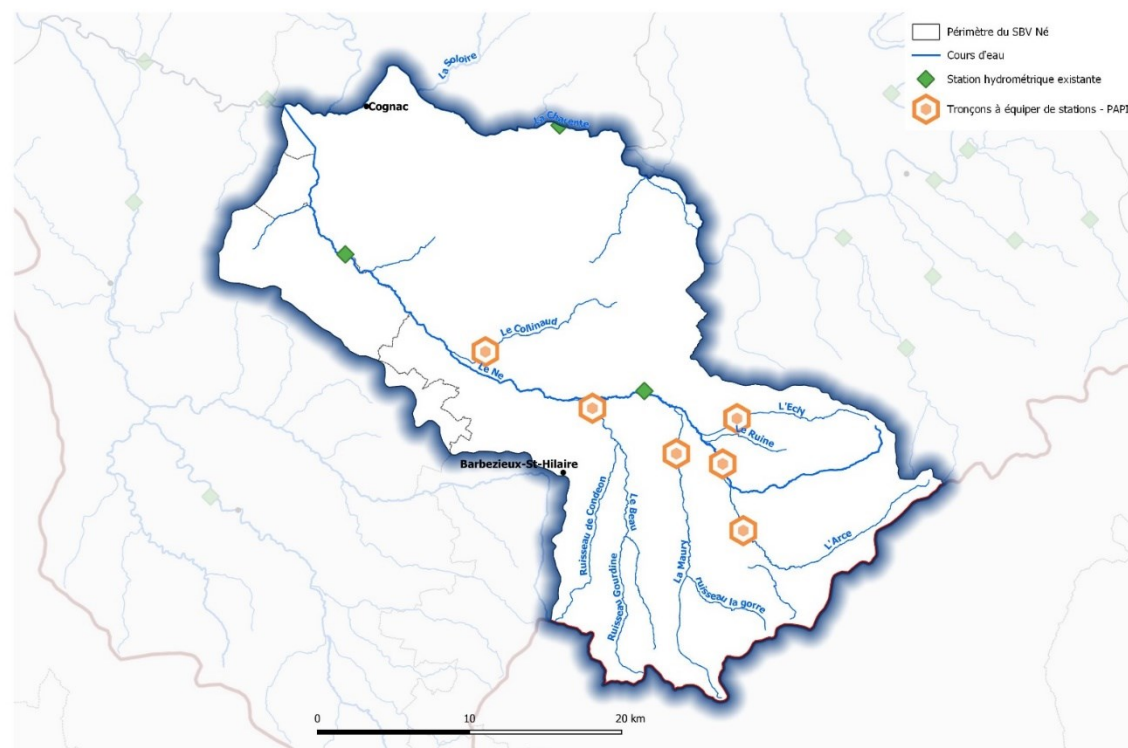 Périmètre du SBV Né
Cours d'eau
Station hydrométrique existante
Tronçons à équiper de stations - PAPI
La Soloire
Cognac
La Charente
Le Collinaud
Le Né
L'Ecly
Le Ruine
Barbezieux-St-Hilaire
Ruisseau de Condeon
Le Beau
Ruisseau Gourdine
La Maury
L'Arce
ruisseau la gorre
0
10
20 km